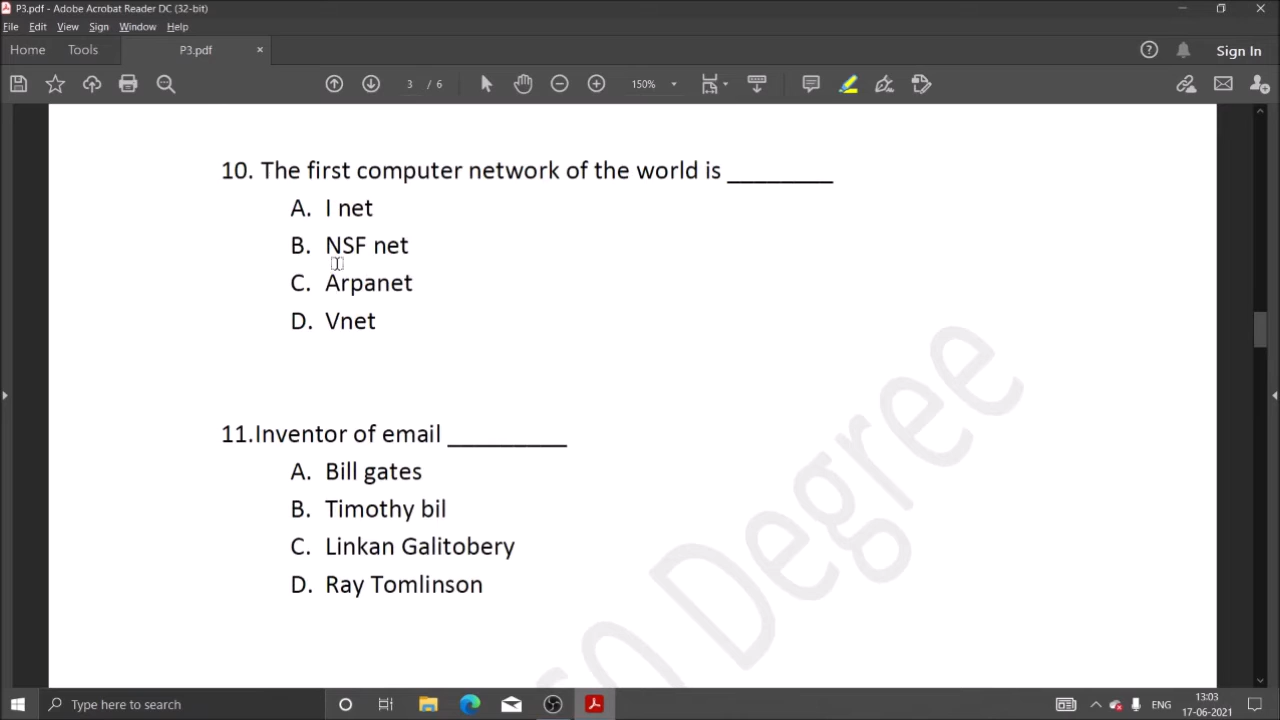 P3.pdf - Adobe Acrobat Reader DC (32-bit)
File Edit View Sign Window Help
Home Tools P3.pdf × Sign In
3 / 6 150%
10. The first computer network of the world is ________
A. I net
B. NSF net
C. Arpanet
D. Vnet
11.Inventor of email _________
A. Bill gates
B. Timothy bil
C. Linkan Galitobery
D. Ray Tomlinson
so Degree
Type here to search
ENG
13:03
17-06-2021